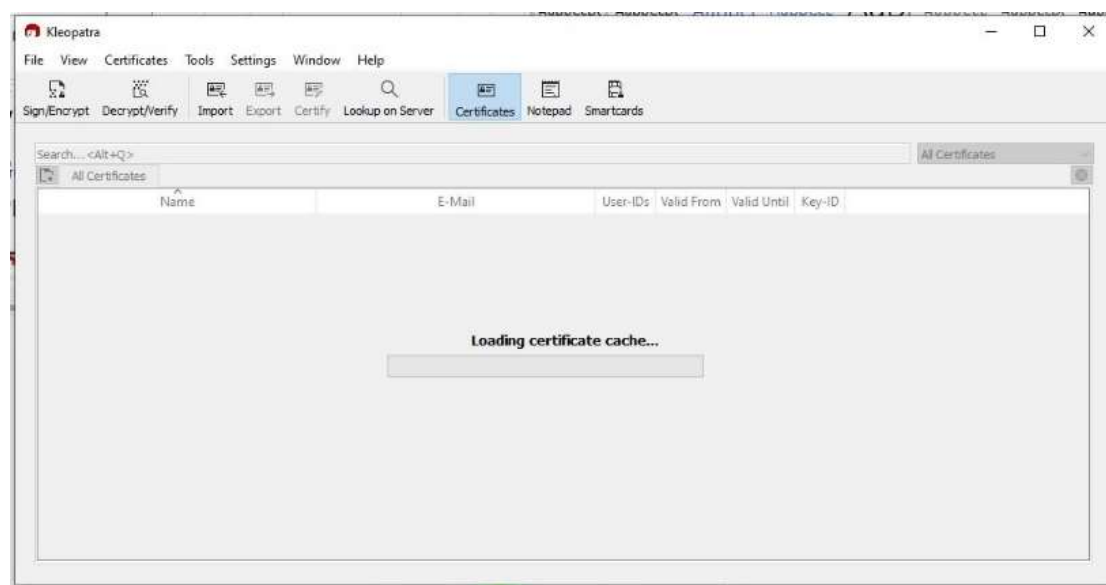 Kleopatra
File View Certificates Tools Settings Window Help
Sign/Encrypt Decrypt/Verify Import Export Certify Lookup on Server Certificates Notepad Smartcards
Search...<Alt+Q> All Certificates
All Certificates
Name E-Mail User-IDs Valid From Valid Until Key-ID
Loading certificate cache...